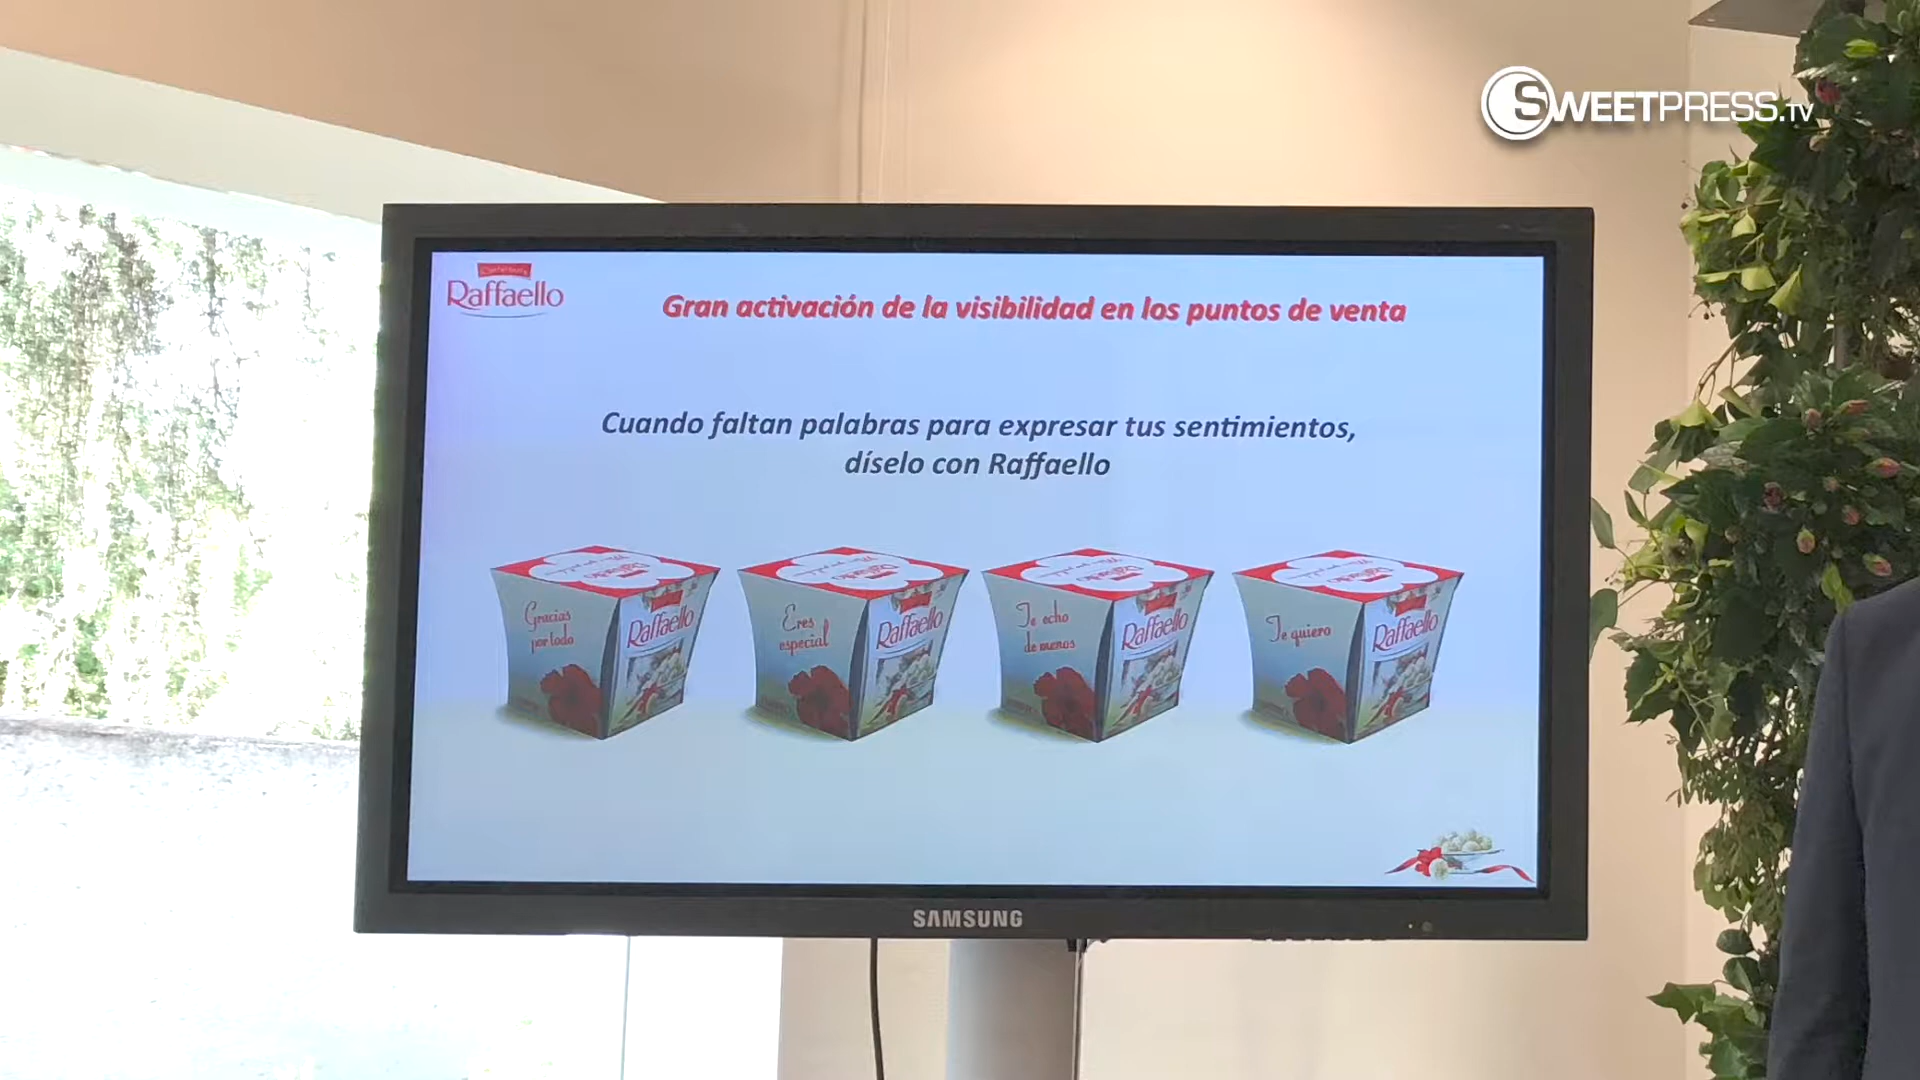 SWEETPRESS.TV
Raffaello
Gran activación de la visibilidad en los puntos de venta
Cuando faltan palabras para expresar tus sentimientos,
díselo con Raffaello
Gracias
por todo
Raffaello
Eres
especial
Raffaello
Te echo
de menos
Raffaello
Te quiero
Raffaello
SAMSUNG